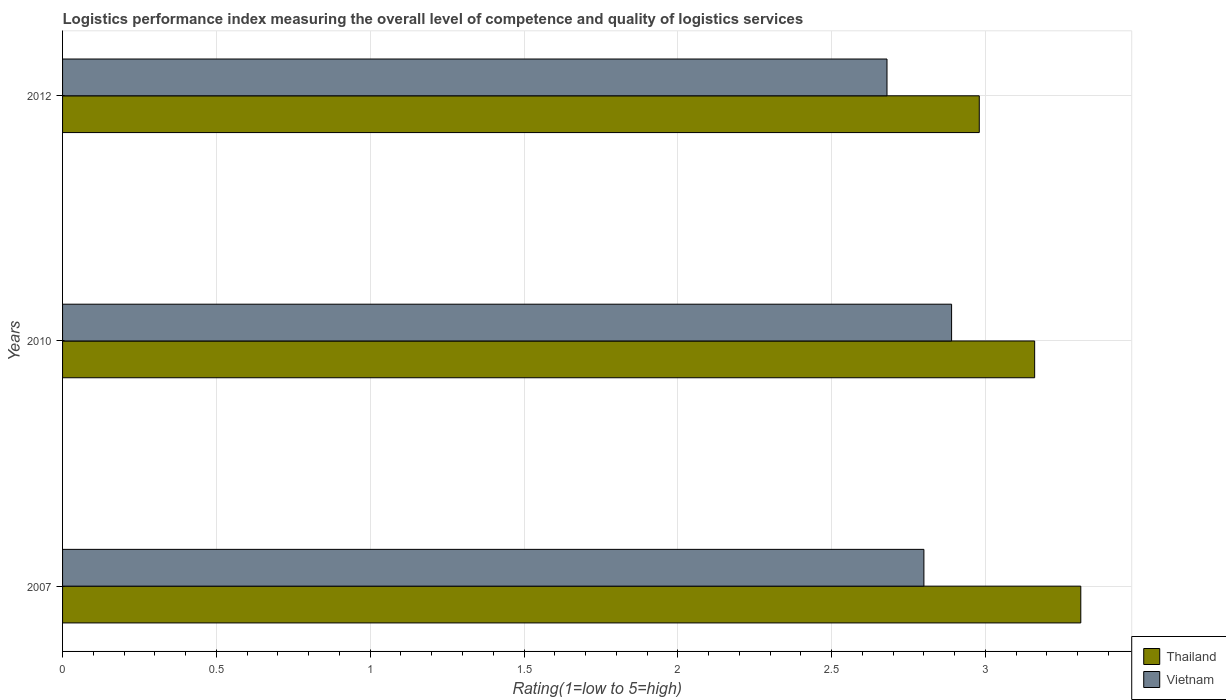 Logistics performance index measuring the overall level of competence and quality of logistics services
2012
2010
2007
Years
0
0.5
1
1.5
2
2.5
3
Rating(1=low to 5=high)
Thailand
Vietnam